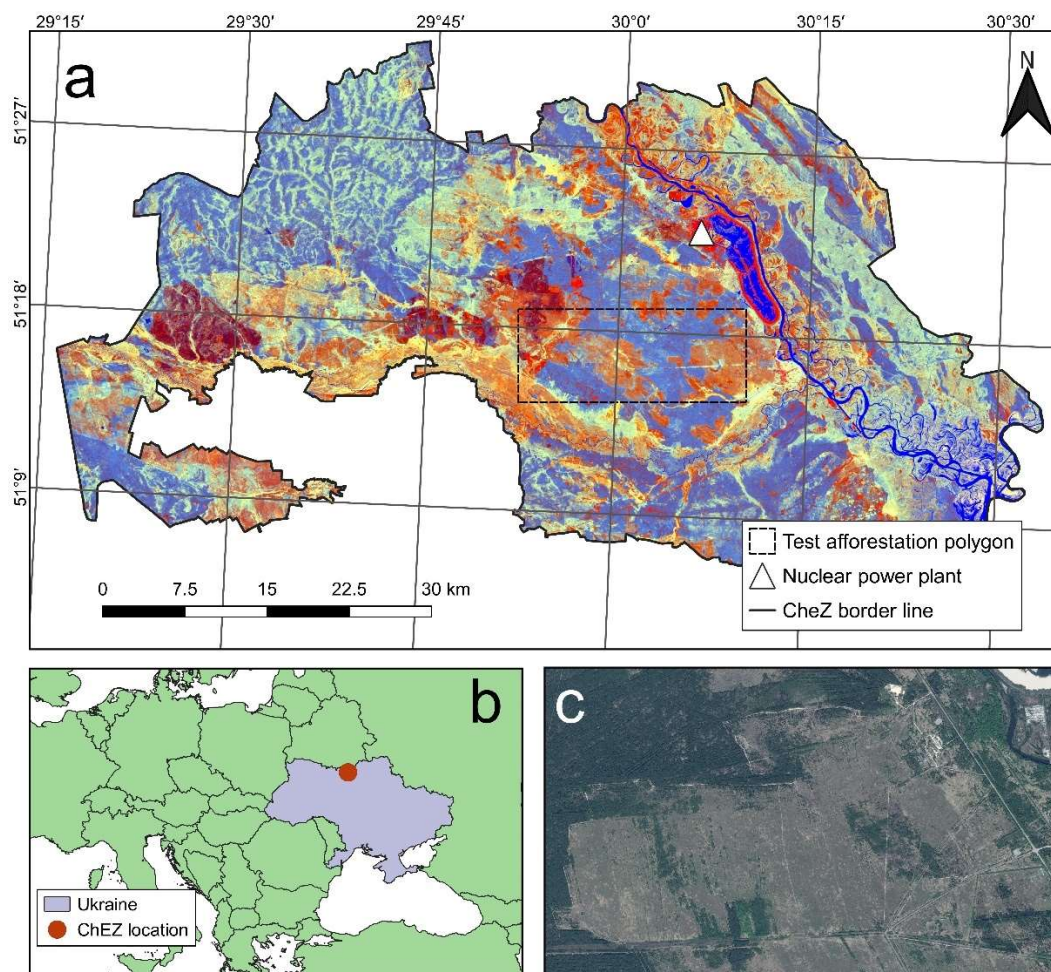 29°15' 29°30' 29°45' 30°0' 30°15' 30°30'
a
N
51°27'
51°18'
51°9'
Test afforestation polygon
Nuclear power plant
CheZ border line
0 7.5 15 22.5 30 km
b
Ukraine
ChEZ location
c